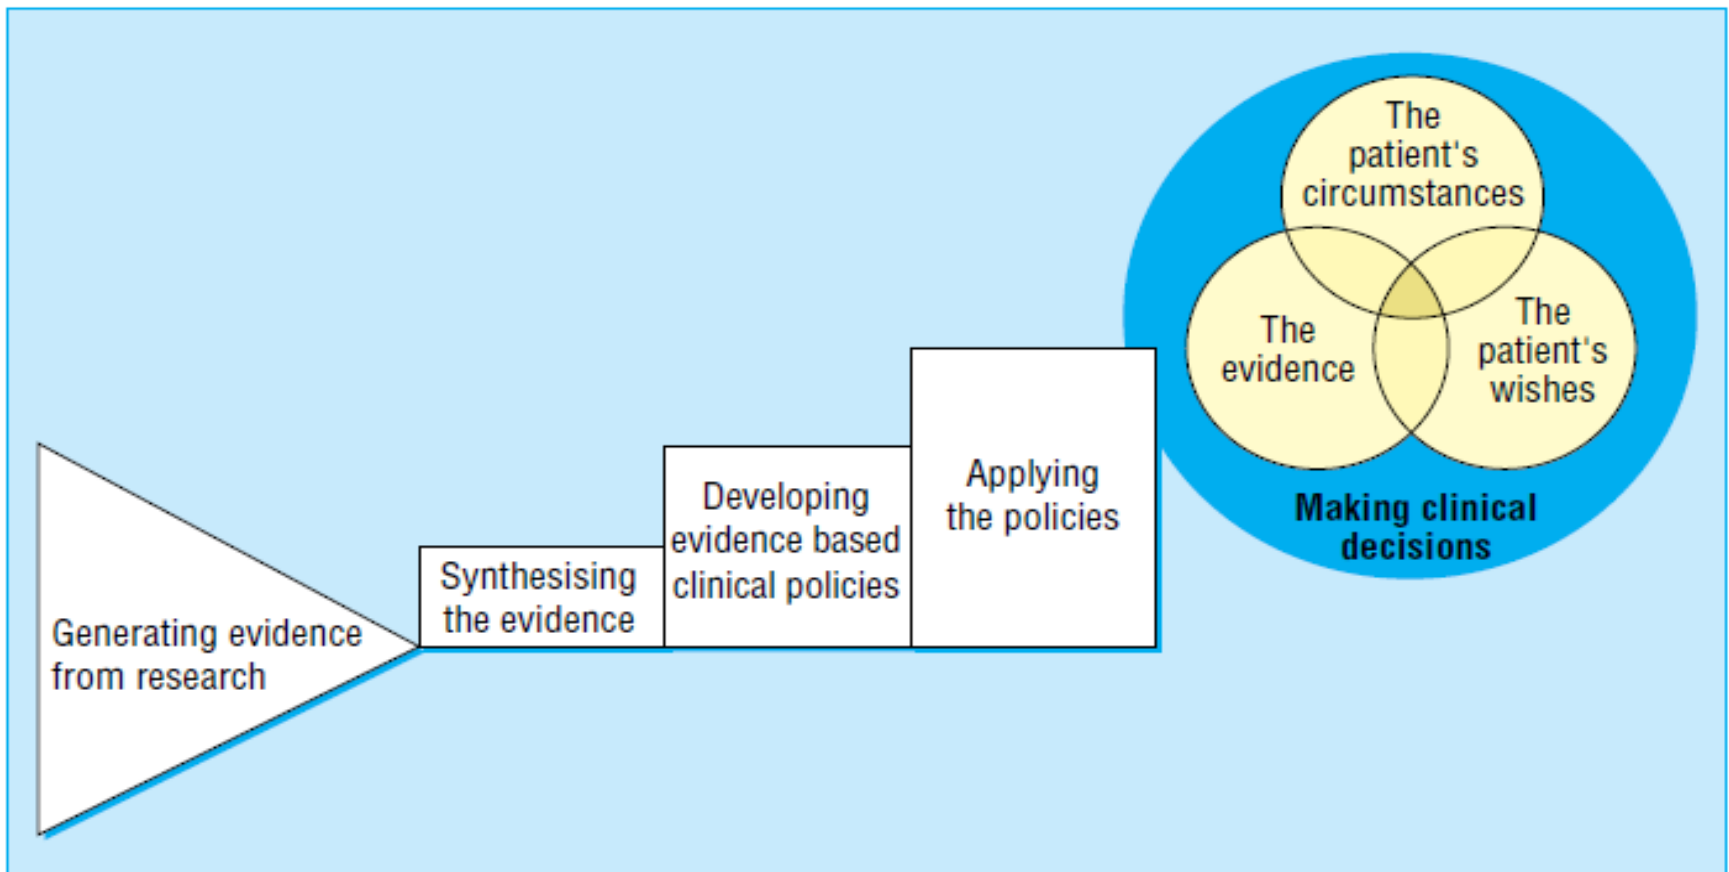 Generating evidence
from research
Synthesising
the evidence
Developing
evidence based
clinical policies
Applying
the policies
The
patient's
circumstances
The
evidence
The
patient's
wishes
Making clinical
decisions